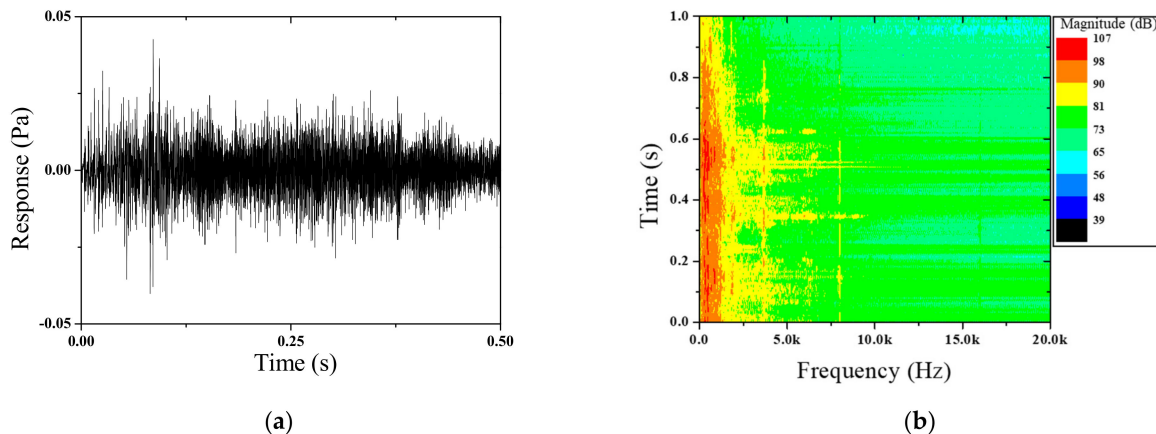 0.05
0.00
-0.05
Response (Pa)
0.00
0.25
0.50
Time (s)
(a)
1.0
0.8
0.6
0.4
0.2
0.0
Time (s)
0.0
5.0k
10.0k
15.0k
20.0k
Frequency (Hz)
Magnitude (dB)
107
98
90
81
73
65
56
48
39
(b)